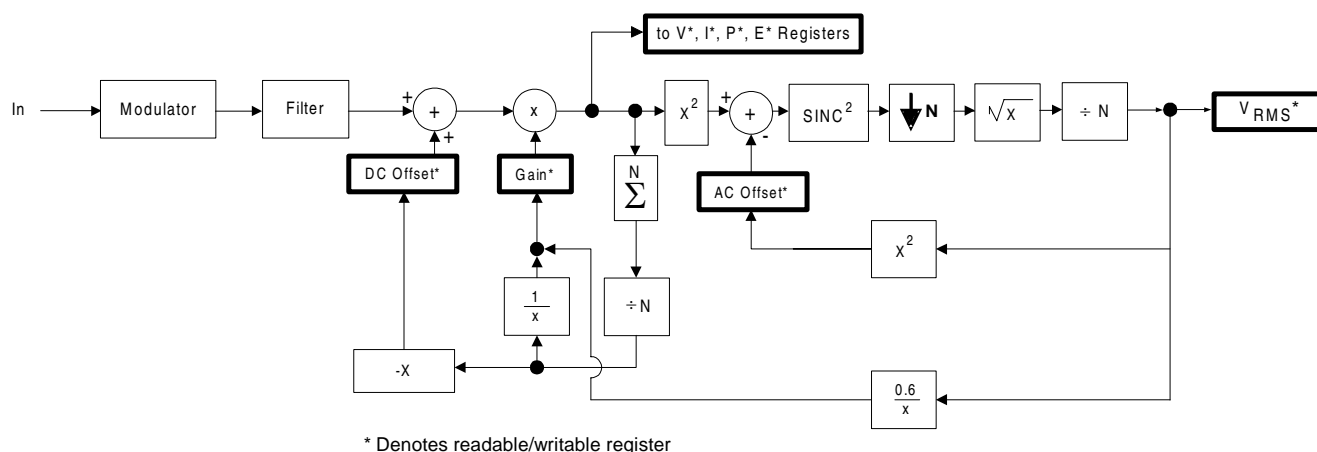 to V*, I*, P*, E* Registers
In
Modulator
Filter
+
+
+
x
X²
+
+
-
SINC²
N
√x
÷ N
V RMS*
DC Offset*
Gain*
N
Σ
AC Offset*
X²
1
x
÷ N
-X
0.6
x
* Denotes readable/writable register